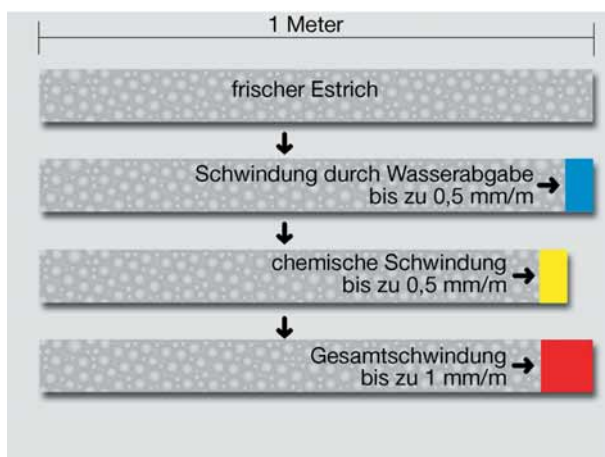 1 Meter
frischer Estrich
Schwindung durch Wasserabgabe
bis zu 0,5 mm/m
chemische Schwindung
bis zu 0,5 mm/m
Gesamtschwindung
bis zu 1 mm/m